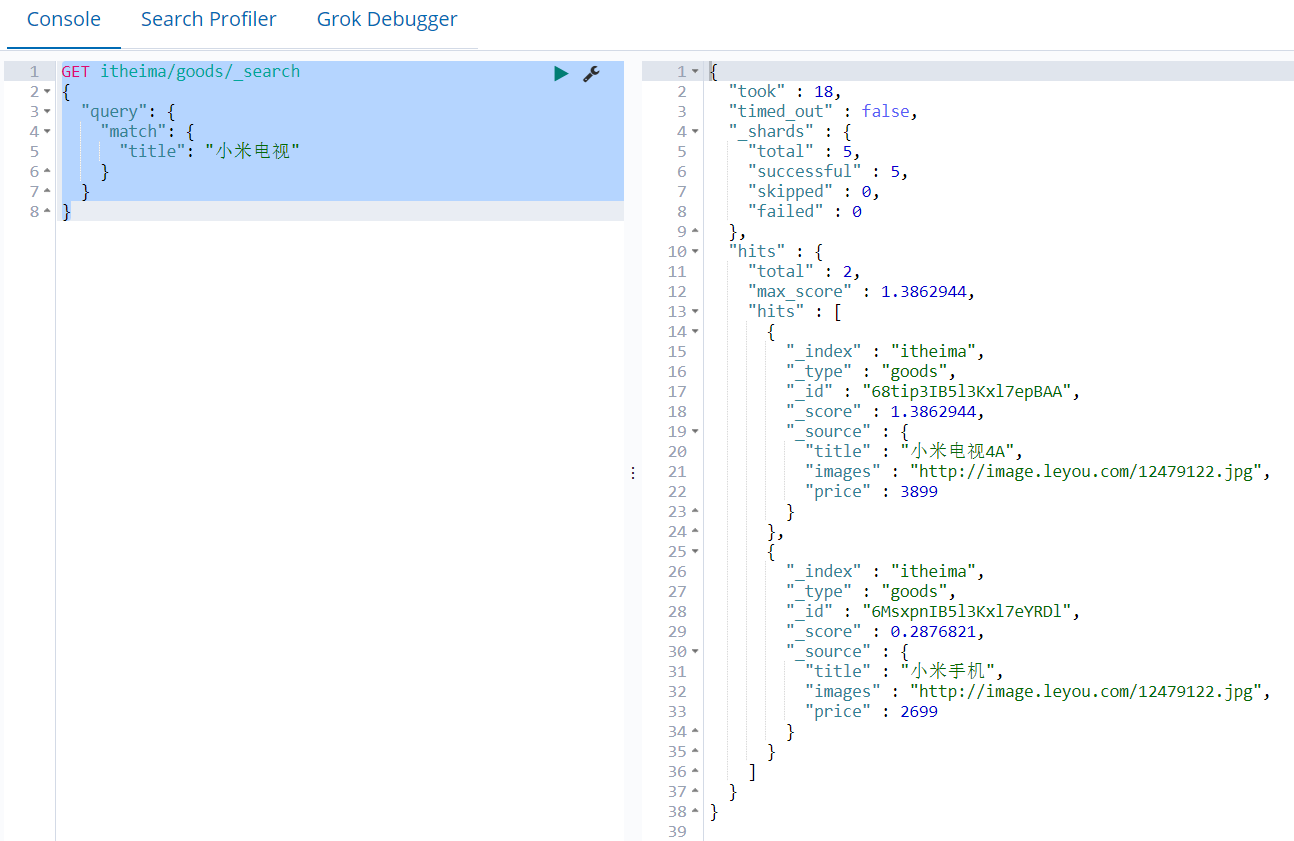 Console Search Profiler Grok Debugger
1 GET itheima/goods/_search
2 {
3 "query": {
4 "match": {
5 "title": "小米电视"
6 }
7 }
8 }
1 {
2 "took" : 18,
3 "timed_out" : false,
4 "_shards" : {
5 "total" : 5,
6 "successful" : 5,
7 "skipped" : 0,
8 "failed" : 0
9 },
10 "hits" : {
11 "total" : 2,
12 "max_score" : 1.3862944,
13 "hits" : [
14 {
15 "_index" : "itheima",
16 "_type" : "goods",
17 "_id" : "68tip3IB5l3Kxl7epBAA",
18 "_score" : 1.3862944,
19 "_source" : {
20 "title" : "小米电视4A",
21 "images" : "http://image.leyou.com/12479122.jpg",
22 "price" : 3899
23 }
24 },
25 {
26 "_index" : "itheima",
27 "_type" : "goods",
28 "_id" : "6MsxpnIB5l3Kxl7eYRDl",
29 "_score" : 0.2876821,
30 "_source" : {
31 "title" : "小米手机",
32 "images" : "http://image.leyou.com/12479122.jpg",
33 "price" : 2699
34 }
35 }
36 ]
37 }
38 }
39